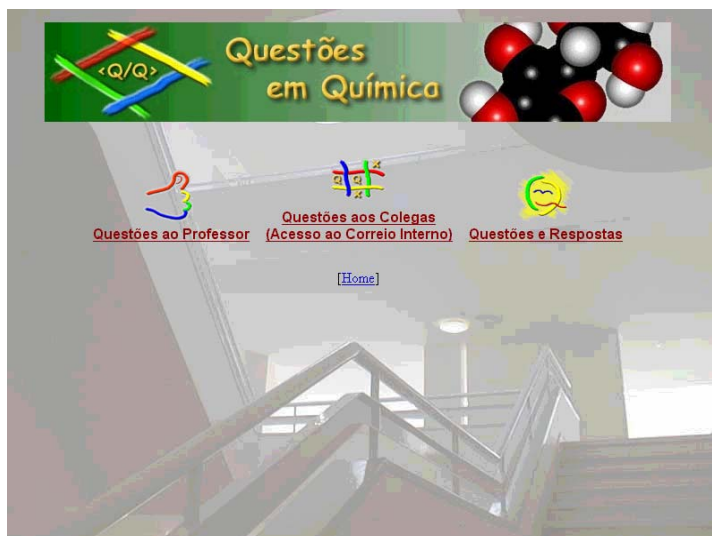 <Q/Q>
Questões
em Química
Q
Q
X
X
Questões ao Professor
Questões aos Colegas
(Acesso ao Correio Interno)
Questões e Respostas
[Home]